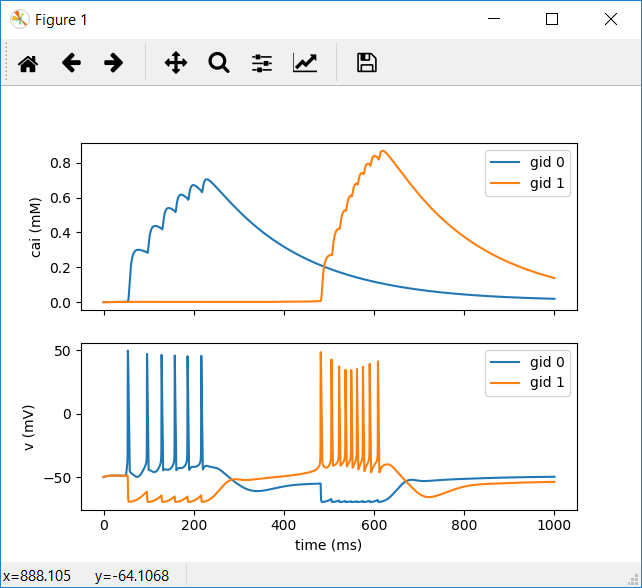 Figure 1
0.8
0.6
0.4
0.2
0.0
cai (mM)
gid 0
gid 1
50
0
−50
v (mV)
gid 0
gid 1
0 200 400 600 800 1000
time (ms)
x=888.105 y=-64.1068